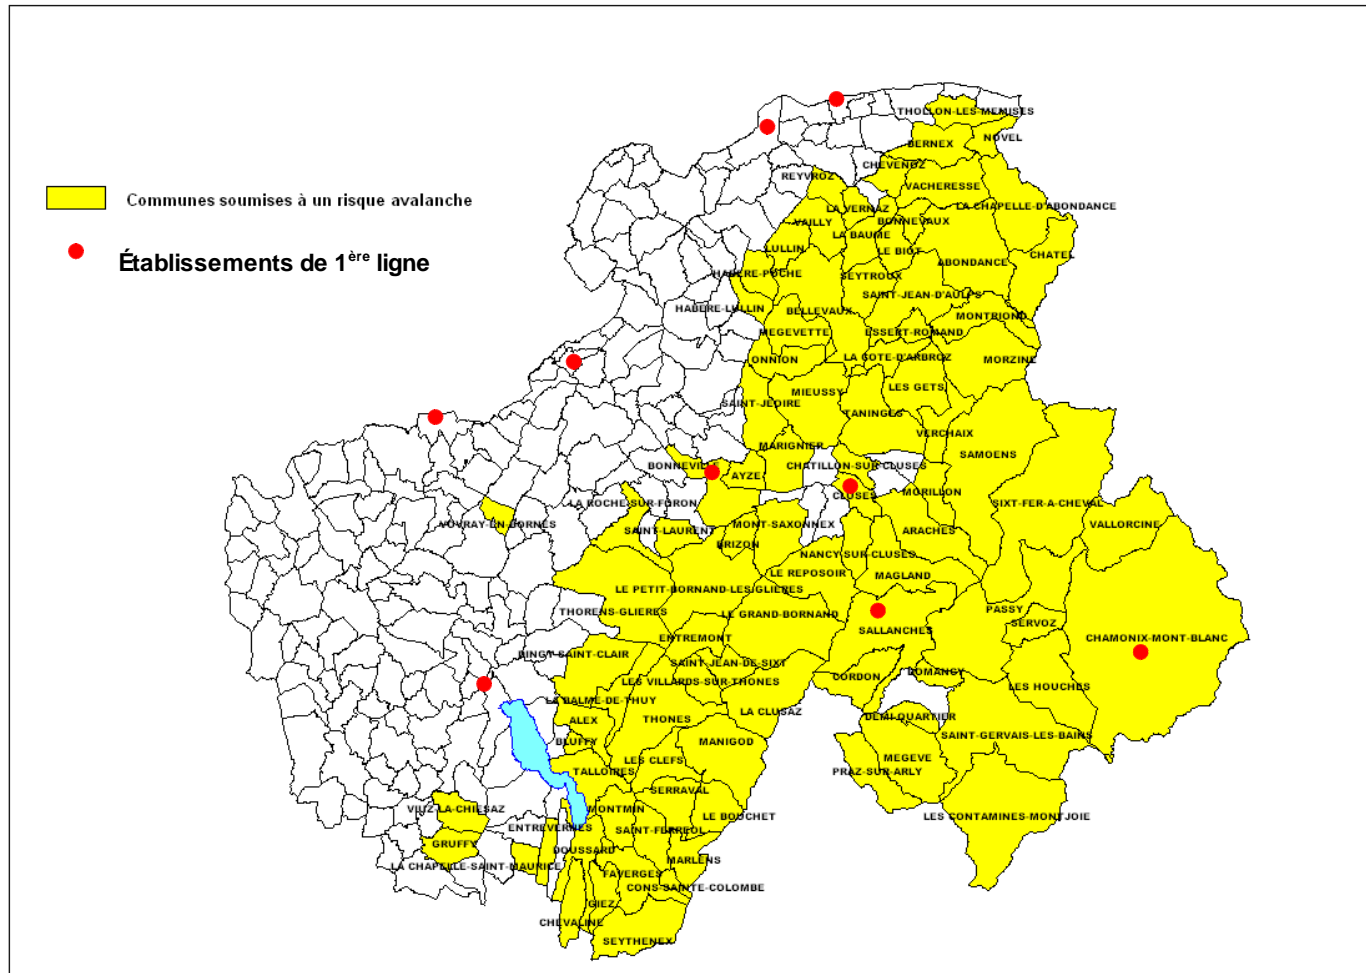 THOLLON-LES-MEMISES
NOVEL
BERNEX
CHEVENOZ
REYVROZ
VACHERESSE
Communes soumises à un risque avalanche
LA CHAPELLE-D'ABONDANCE
LA VERNAZ
VAILLY
BONNEVAUX
LA BAUME
LULLIN
LE BIOT
CHATEL
Établissements de 1ère ligne
ABONDANCE
HABERE-POCHE
SEYTROUX
SAINT-JEAN-D'AULPS
HABERE-LULLIN
BELLEVAUX
MONTRIOND
MEGEVETTE
ESSERT-ROMAND
ONNION
LA COTE-D'ARBROZ
MORZINE
LES GETS
MIEUSSY
SAINT-JEOIRE
TANINGES
VERCHAIX
MARIGNIER
SAMOENS
BONNEVILLE
CHATILLON-SUR-CLUSES
AYZE
MORILLON
CLUSES
LA ROCHE-SUR-FORON
SIXT-FER-A-CHEVAL
VOVRAY-EN-BORNES
MONT-SAXONNEX
VALLORCINE
SAINT-LAURENT
ARACHES
BRIZON
NANCY-SUR-CLUSES
LE REPOSOIR
MAGLAND
LE PETIT-BORNAND-LES-GLIERES
THORENS-GLIERES
LE GRAND-BORNAND
PASSY
SERVOZ
SALLANCHES
ENTREMONT
CHAMONIX-MONT-BLANC
DINGY-SAINT-CLAIR
SAINT-JEAN-DE-SIXT
DOMANCY
CORDON
LES VILLARDS-SUR-THONES
LES HOUCHES
LA BALME-DE-THUY
LA CLUSAZ
DEMI-QUARTIER
ALEX
THONES
SAINT-GERVAIS-LES-BAINS
BLUFFY
MANIGOD
MEGEVE
LES CLEFS
TALLOIRES
PRAZ-SUR-ARLY
SERRAVAL
VIUZ-LA-CHIESAZ
MONTMIN
LE BOUCHET
LES CONTAMINES-MONTJOIE
ENTREVERNES
SAINT-FERREOL
GRUFFY
DOUSSARD
MARLENS
LA CHAPELLE-SAINT-MAURICE
FAVERGES
CONS-SAINTE-COLOMBE
GIEZ
CHEVALINE
SEYTHENEX